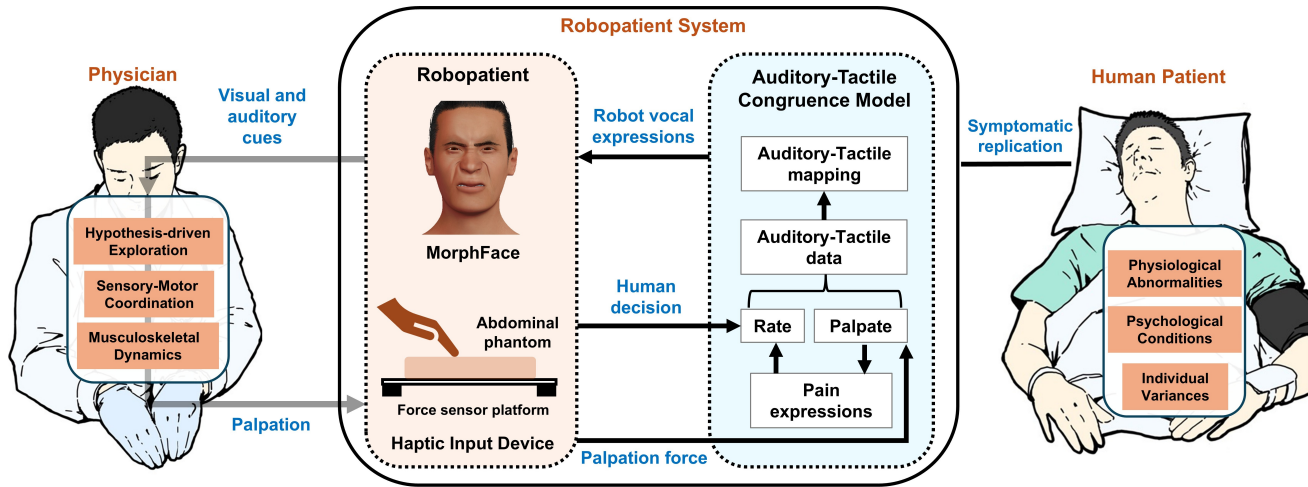 Robopatient System
Physician
Visual and
auditory
cues
Hypothesis-driven
Exploration
Sensory-Motor
Coordination
Musculoskeletal
Dynamics
Palpation
Robopatient
MorphFace
Abdominal
phantom
Force sensor platform
Haptic Input Device
Robot vocal
expressions
Human
decision
Palpation force
Auditory-Tactile
Congruence Model
Auditory-Tactile
mapping
Auditory-Tactile
data
Rate
Palpate
Pain
expressions
Symptomatic
replication
Human Patient
Physiological
Abnormalities
Psychological
Conditions
Individual
Variances